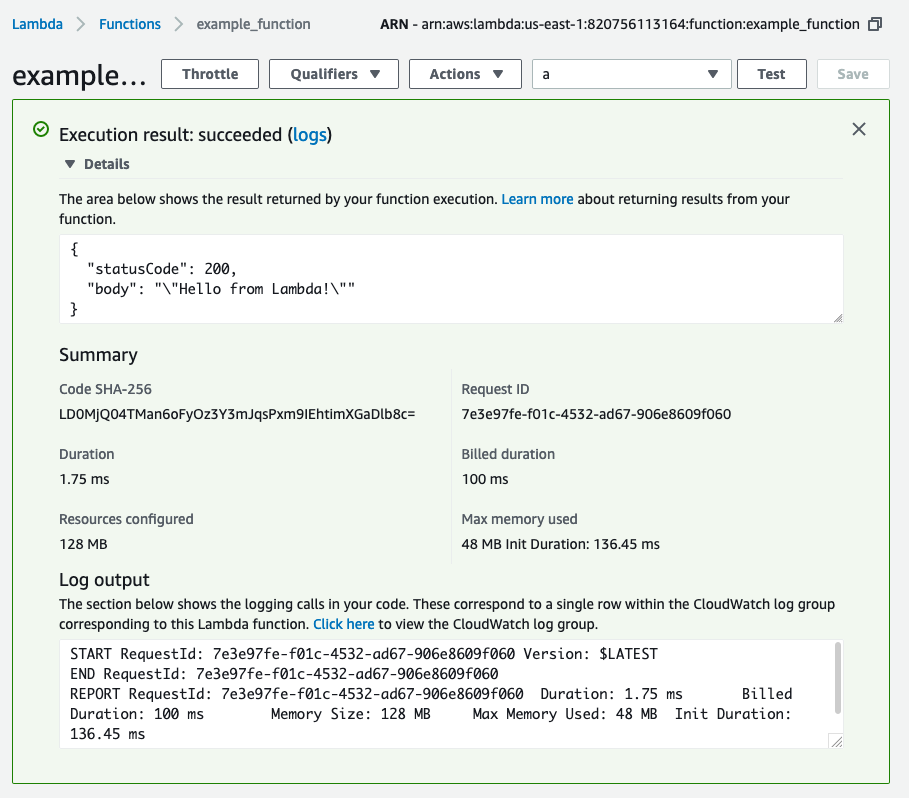 Lambda > Functions > example_function ARN - arn:aws:lambda:us-east-1:820756113164:function:example_function
example... Throttle Qualifiers Actions a Test Save
Execution result: succeeded (logs)
Details
The area below shows the result returned by your function execution. Learn more about returning results from your
function.
{
  "statusCode": 200,
  "body": "\"Hello from Lambda!\""
}
Summary
Code SHA-256 Request ID
LD0MjQ04TMan6oFyOz3Y3mJqsPxm9IEhtimXGaDlb8c= 7e3e97fe-f01c-4532-ad67-906e8609f060
Duration Billed duration
1.75 ms 100 ms
Resources configured Max memory used
128 MB 48 MB Init Duration: 136.45 ms
Log output
The section below shows the logging calls in your code. These correspond to a single row within the CloudWatch log group
corresponding to this Lambda function. Click here to view the CloudWatch log group.
START RequestId: 7e3e97fe-f01c-4532-ad67-906e8609f060 Version: $LATEST
END RequestId: 7e3e97fe-f01c-4532-ad67-906e8609f060
REPORT RequestId: 7e3e97fe-f01c-4532-ad67-906e8609f060 Duration: 1.75 ms Billed
Duration: 100 ms Memory Size: 128 MB Max Memory Used: 48 MB Init Duration:
136.45 ms